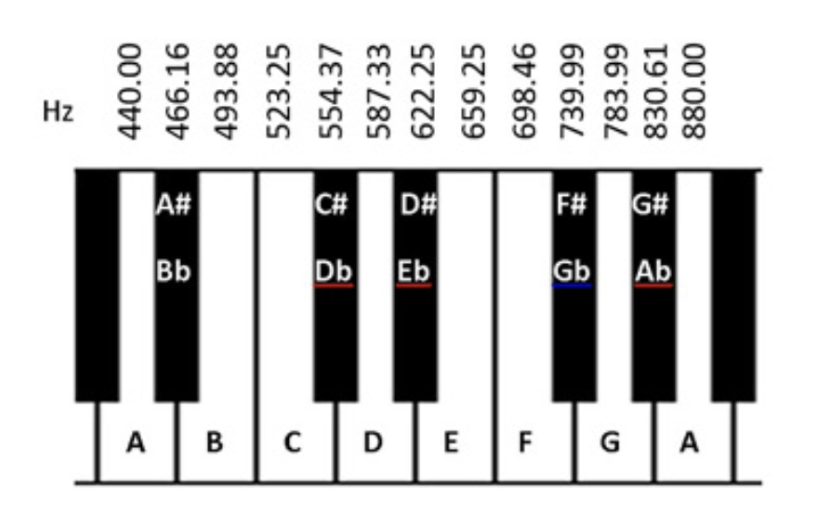 Hz 440.00 466.16 493.88 523.25 554.37 587.33 622.25 659.25 698.46 739.99 783.99 830.61 880.00
A# C# D# F# G#
Bb Db Eb Gb Ab
A B C D E F G A